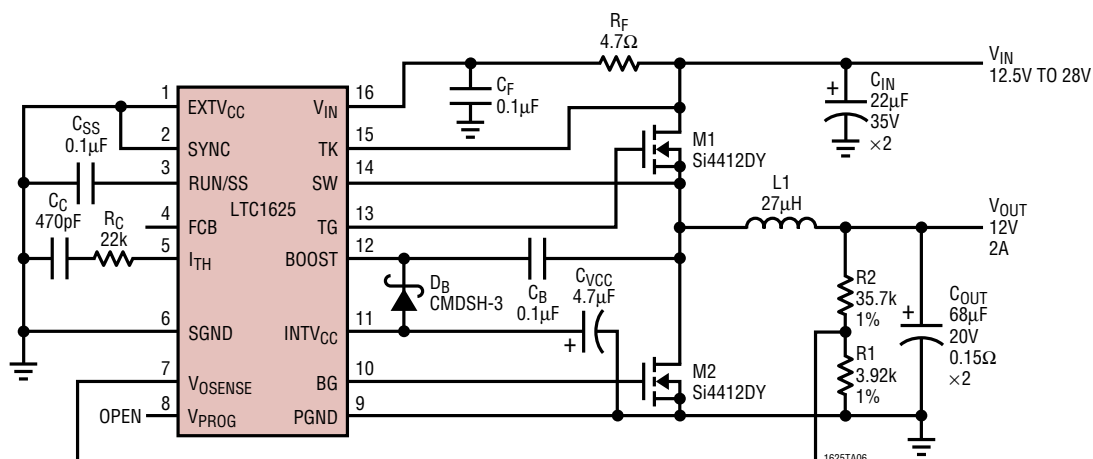 RF
4.7Ω
VIN
12.5V TO 28V
CF
0.1µF
+
CIN
22µF
35V
×2
1
EXTVCC
VIN
16
CSS
0.1µF
2
SYNC
TK
15
M1
Si4412DY
3
RUN/SS
SW
14
LTC1625
L1
27µH
CC
470pF
RC
22k
4
FCB
TG
13
VOUT
12V
2A
5
ITH
BOOST
12
DB
CMDSH-3
CB
0.1µF
CVCC
4.7µF
+
R2
35.7k
1%
+
COUT
68µF
20V
0.15Ω
×2
6
SGND
INTVCC
11
R1
3.92k
1%
7
VOSENSE
BG
10
M2
Si4412DY
OPEN
8
VPROG
PGND
9
1625TA06